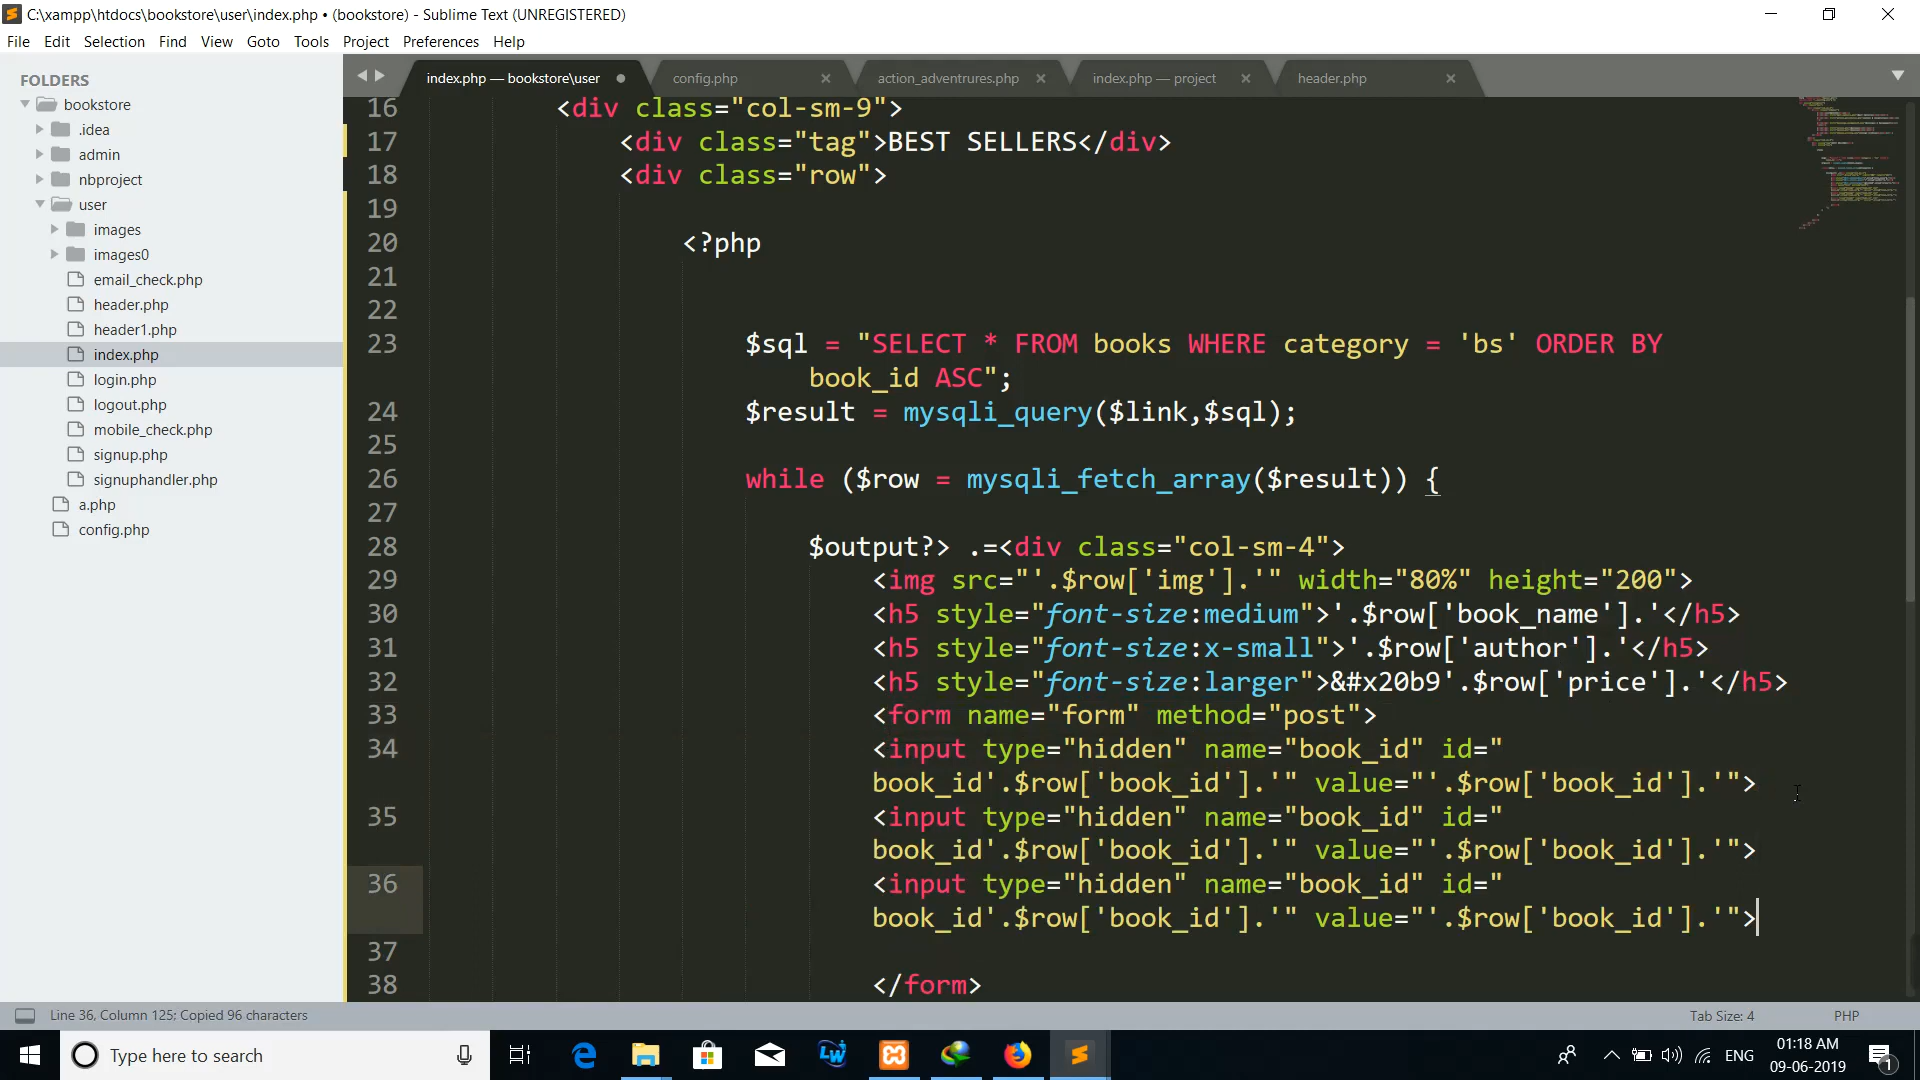 C:\xampp\htdocs\bookstore\user\index.php • (bookstore) - Sublime Text (UNREGISTERED)
File Edit Selection Find View Goto Tools Project Preferences Help
FOLDERS
bookstore
.idea
admin
nbproject
user
images
images0
email_check.php
header.php
header1.php
index.php
login.php
logout.php
mobile_check.php
signup.php
signuphandler.php
a.php
config.php
index.php — bookstore\user
config.php
action_adventrures.php
index.php — project
header.php
16 <div class="col-sm-9">
17 <div class="tag">BEST SELLERS</div>
18 <div class="row">
19
20 <?php
21
22
23 $sql = "SELECT * FROM books WHERE category = 'bs' ORDER BY
book_id ASC";
24 $result = mysqli_query($link,$sql);
25
26 while ($row = mysqli_fetch_array($result)) {
27
28 $output?> .=<div class="col-sm-4">
29 <img src="'.$row['img'].'" width="80%" height="200">
30 <h5 style="font-size:medium">'.$row['book_name'].'</h5>
31 <h5 style="font-size:x-small">'.$row['author'].'</h5>
32 <h5 style="font-size:larger">&#x20b9'.$row['price'].'</h5>
33 <form name="form" method="post">
34 <input type="hidden" name="book_id" id="
book_id'.$row['book_id'].'" value="'.$row['book_id'].'">
35 <input type="hidden" name="book_id" id="
book_id'.$row['book_id'].'" value="'.$row['book_id'].'">
36 <input type="hidden" name="book_id" id="
book_id'.$row['book_id'].'" value="'.$row['book_id'].'">
37
38 </form>
Line 36, Column 125; Copied 96 characters
Tab Size: 4
PHP
Type here to search
ENG
01:18 AM
09-06-2019
1